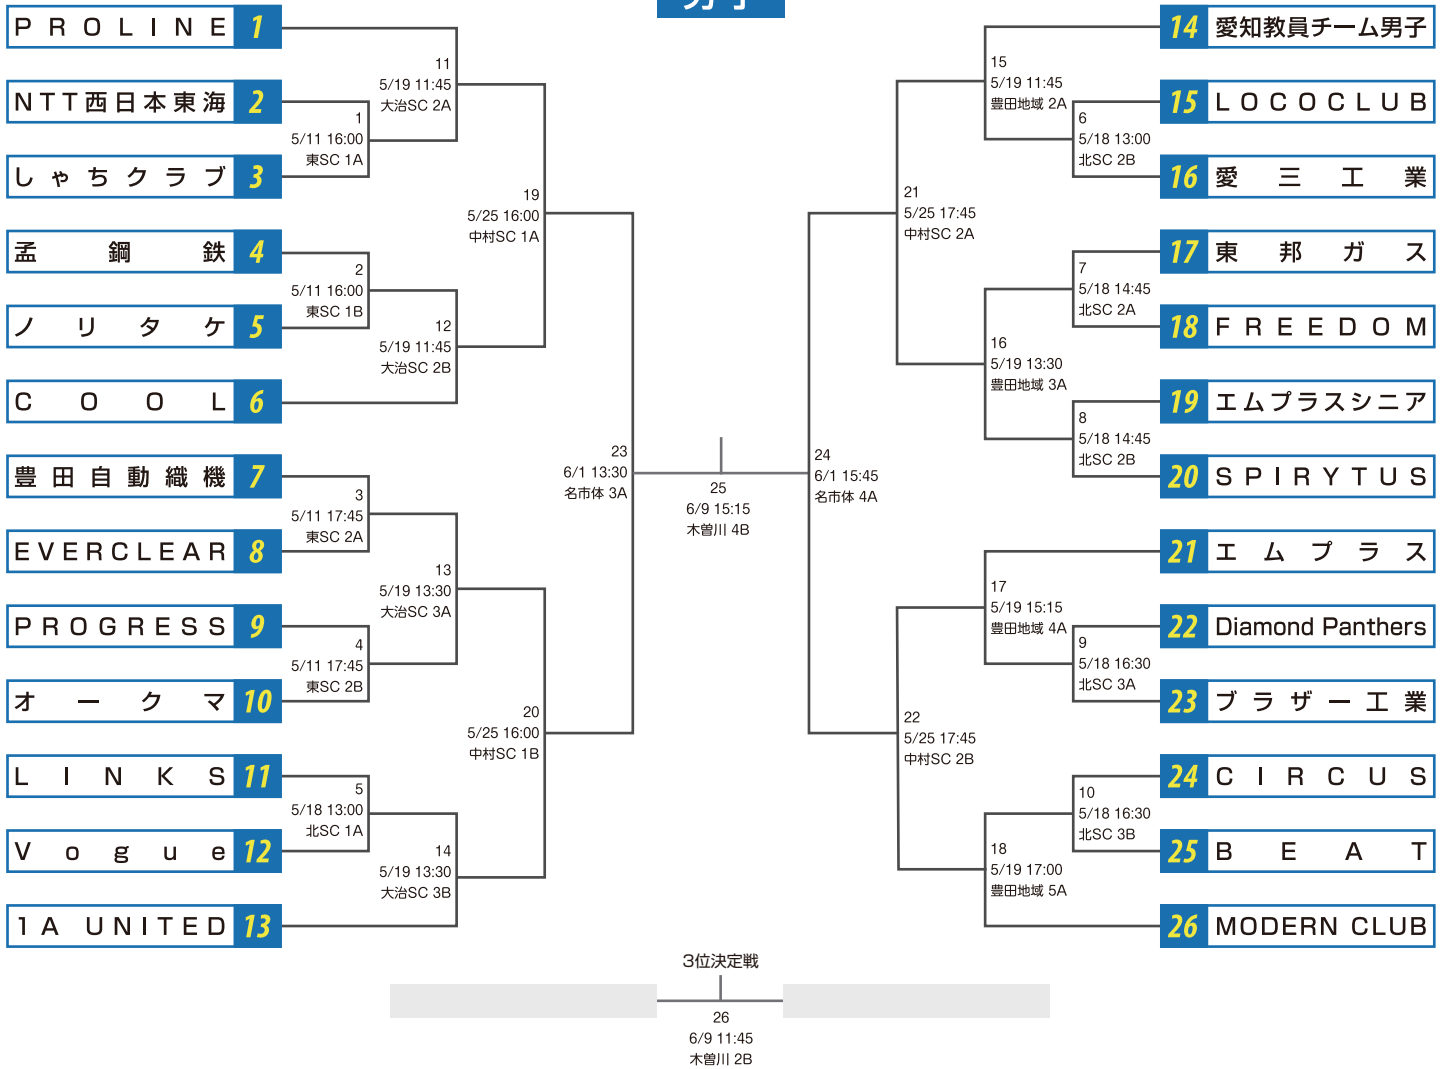 男子
PROLINE 1
NTT西日本東海 2
しゃちクラブ 3
孟鋼鉄 4
ノリタケ 5
COOL 6
豊田自動織機 7
EVERCLEAR 8
PROGRESS 9
オークマ 10
LINKS 11
Vogue 12
1A UNITED 13
1
5/11 16:00
東SC 1A
2
5/11 16:00
東SC 1B
3
5/11 17:45
東SC 2A
4
5/11 17:45
東SC 2B
5
5/18 13:00
北SC 1A
11
5/19 11:45
大治SC 2A
12
5/19 11:45
大治SC 2B
13
5/19 13:30
大治SC 3A
14
5/19 13:30
大治SC 3B
19
5/25 16:00
中村SC 1A
20
5/25 16:00
中村SC 1B
23
6/1 13:30
名市体 3A
25
6/9 15:15
木曽川 4B
24
6/1 15:45
名市体 4A
21
5/25 17:45
中村SC 2A
22
5/25 17:45
中村SC 2B
15
5/19 11:45
豊田地域 2A
16
5/19 13:30
豊田地域 3A
17
5/19 15:15
豊田地域 4A
18
5/19 17:00
豊田地域 5A
6
5/18 13:00
北SC 2B
7
5/18 14:45
北SC 2A
8
5/18 14:45
北SC 2B
9
5/18 16:30
北SC 3A
10
5/18 16:30
北SC 3B
14 愛知教員チーム男子
15 LOCOCLUB
16 愛三工業
17 東邦ガス
18 FREEDOM
19 エムプラスシニア
20 SPIRYTUS
21 エムプラス
22 Diamond Panthers
23 ブラザー工業
24 CIRCUS
25 BEAT
26 MODERN CLUB
3位決定戦
26
6/9 11:45
木曽川 2B